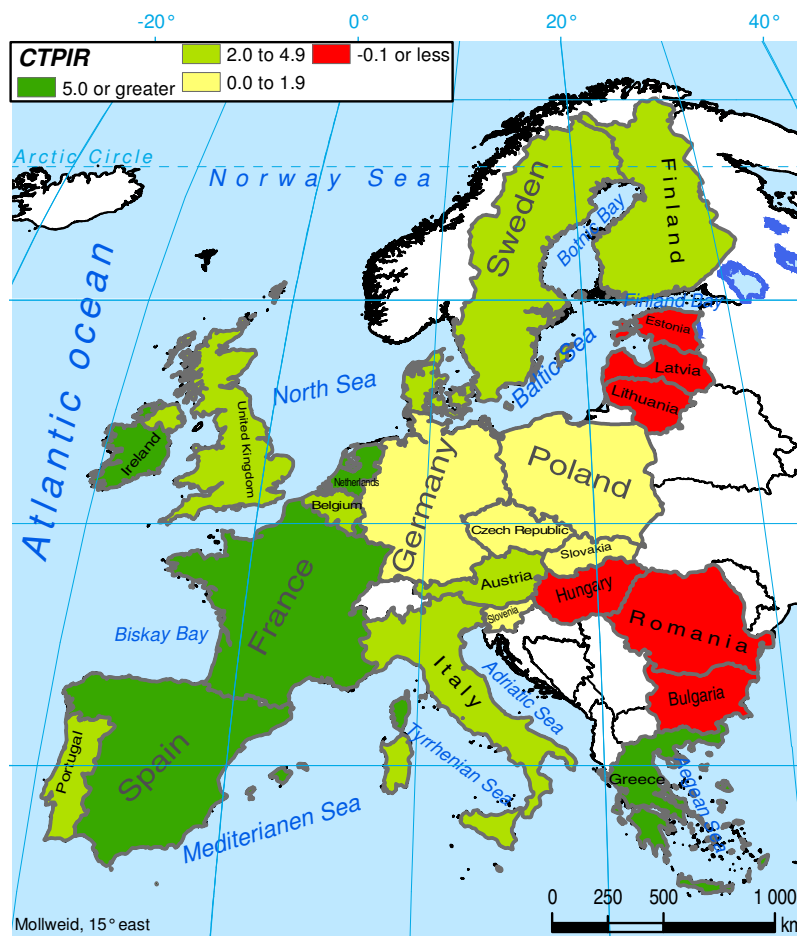 -20° 0° 20° 40°
CTPIR
5.0 or greater
2.0 to 4.9
0.0 to 1.9
-0.1 or less
Arctic Circle
Norway Sea
Sweden
Finland
Bothic Bay
Finland Bay
Atlantic ocean
Estonia
Baltic Sea
Latvia
North Sea
Lithuania
United Kingdom
Ireland
Netherlands
Germany
Poland
Belgium
Czech Republic
Slovakia
Austria
Hungary
France
Slovenia
Romania
Biskay Bay
Italy
Adriatic Sea
Bulgaria
Portugal
Spain
Tyrrhenian Sea
Greece
Aegean Sea
Mediterianen Sea
0 250 500 1 000
km
Mollweid, 15° east